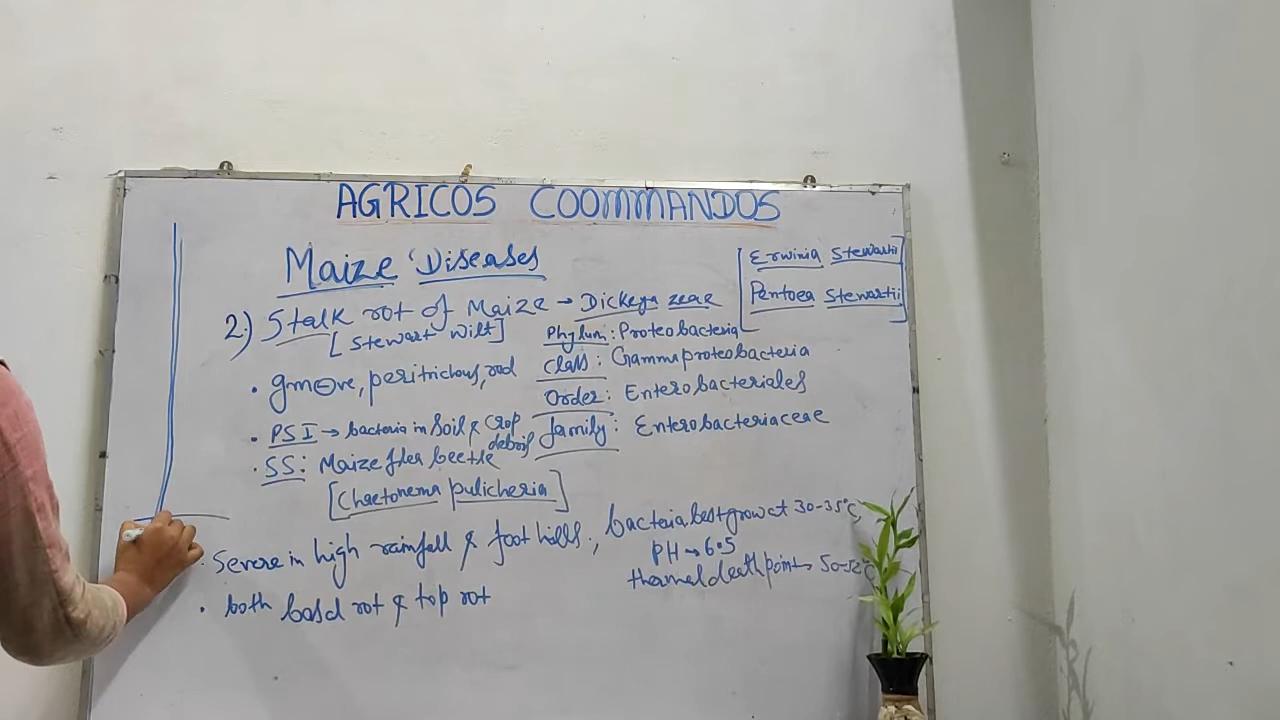 AGRICOS COOMMANDOS
Maize Diseases
Erwinia Stewartii
Pentoea Stewartii
2.) Stalk rot of Maize → Dickeya zeae
[Stewart wilt]
Phylum: Proteobacteria
Class: Gammaproteobacteria
Order: Enterobacteriales
family: Enterobacteriaceae
• gm⊖ve, peritrichous, rod
• PSI → bacteria in Soil & Crop debris
• SS: Maize flea beetle
[Chaetonema pulicheria]
• Severe in high rainfall & foot hills., bacteria best grow at 30-35°C,
PH → 6.5
thermal death point → 50-52°C
• both basal rot & top rot